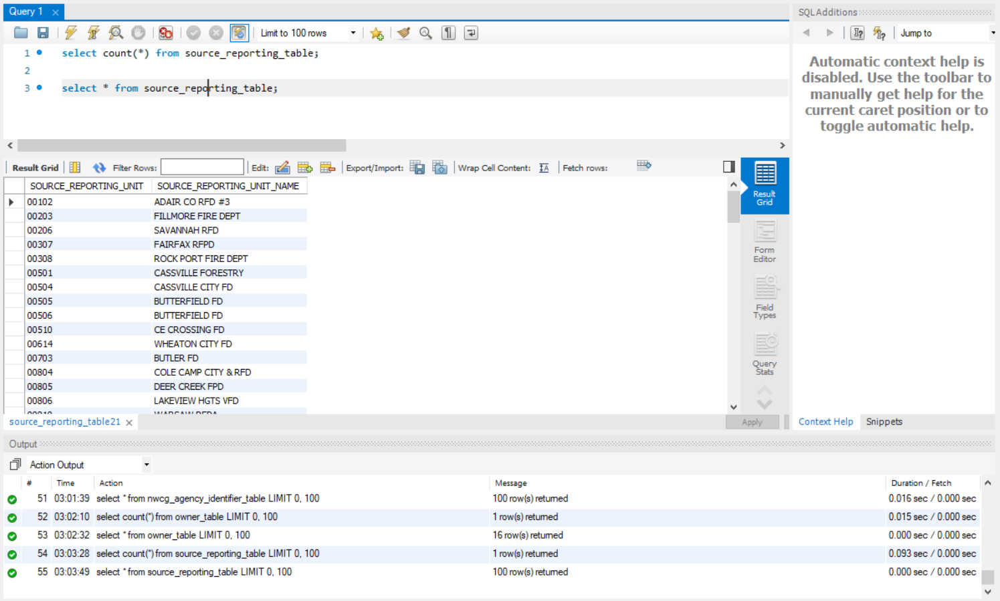 Query 1
SQLAdditions
Limit to 100 rows
Jump to
1 select count(*) from source_reporting_table;
2
3 select * from source_reporting_table;
Automatic context help is
disabled. Use the toolbar to
manually get help for the
current caret position or to
toggle automatic help.
Result Grid Filter Rows: Edit: Export/Import: Wrap Cell Content: Fetch rows:
SOURCE_REPORTING_UNIT SOURCE_REPORTING_UNIT_NAME
00102 ADAIR CO RFD #3
00203 FILLMORE FIRE DEPT
00206 SAVANNAH RFD
00307 FAIRFAX RFPD
00308 ROCK PORT FIRE DEPT
00501 CASSVILLE FORESTRY
00504 CASSVILLE CITY FD
00505 BUTTERFIELD FD
00506 BUTTERFIELD FD
00510 CE CROSSING FD
00614 WHEATON CITY FD
00703 BUTLER FD
00804 COLE CAMP CITY & RFD
00805 DEER CREEK FPD
00806 LAKEVIEW HGTS VFD
Result
Grid
Form
Editor
Field
Types
Query
Stats
source_reporting_table21
Apply
Context Help Snippets
Output
Action Output
# Time Action Message Duration / Fetch
51 03:01:39 select * from nwcg_agency_identifier_table LIMIT 0, 100 100 row(s) returned 0.016 sec / 0.000 sec
52 03:02:10 select count(*) from owner_table LIMIT 0, 100 1 row(s) returned 0.015 sec / 0.000 sec
53 03:02:32 select * from owner_table LIMIT 0, 100 16 row(s) returned 0.000 sec / 0.000 sec
54 03:03:28 select count(*) from source_reporting_table LIMIT 0, 100 1 row(s) returned 0.093 sec / 0.000 sec
55 03:03:49 select * from source_reporting_table LIMIT 0, 100 100 row(s) returned 0.000 sec / 0.000 sec